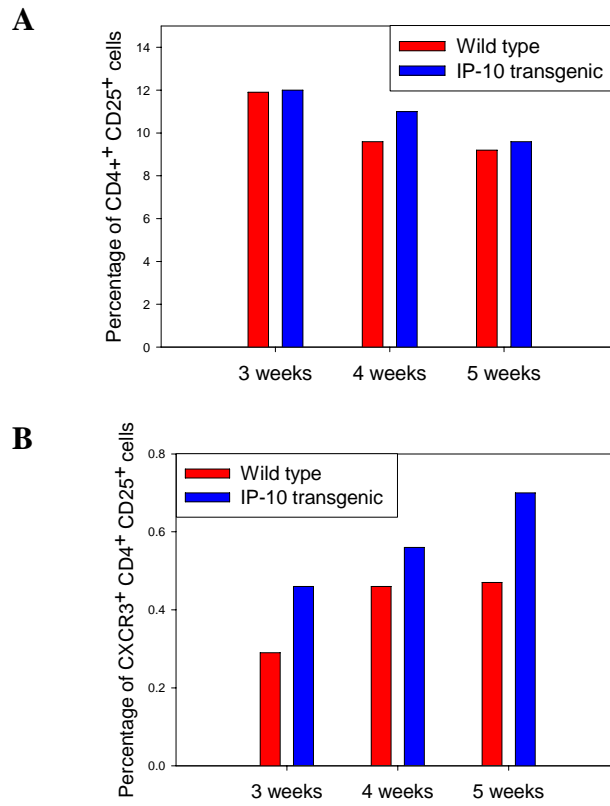 A
Percentage of CD4+⁺ CD25⁺ cells
14
12
10
8
6
4
2
0
Wild type
IP-10 transgenic
3 weeks
4 weeks
5 weeks
B
Percentage of CXCR3⁺ CD4⁺ CD25⁺ cells
0.8
0.6
0.4
0.2
0.0
Wild type
IP-10 transgenic
3 weeks
4 weeks
5 weeks